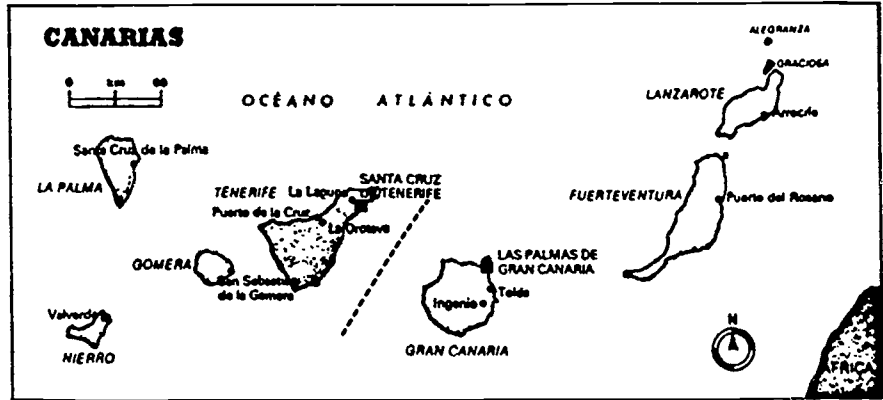 CANARIAS
0 km 60
OCÉANO ATLÁNTICO
ALEGRANZA
GRACIOSA
LANZAROTE
Arrecife
Santa Cruz de la Palma
LA PALMA
TENERIFE
La Laguna
SANTA CRUZ
D TENERIFE
Puerto de la Cruz
La Orotava
FUERTEVENTURA
Puerto del Rosario
GOMERA
San Sebastian
de la Gomera
LAS PALMAS DE
GRAN CANARIA
Telde
Ingenio
GRAN CANARIA
Valverde
HIERRO
N
A
AFRICA